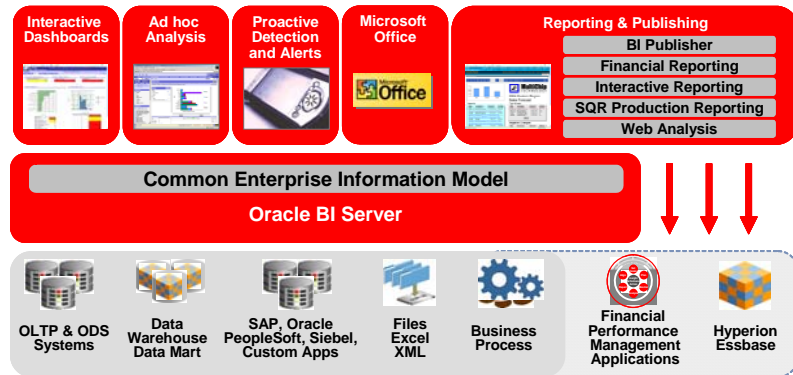 Interactive
Dashboards
Ad hoc
Analysis
Proactive
Detection
and Alerts
Microsoft
Office
Microsoft
Office
Reporting & Publishing
MultiChip
BI Publisher
Financial Reporting
Interactive Reporting
SQR Production Reporting
Web Analysis
Common Enterprise Information Model
Oracle BI Server
OLTP & ODS
Systems
Data
Warehouse
Data Mart
SAP, Oracle
PeopleSoft, Siebel,
Custom Apps
Files
Excel
XML
Business
Process
Financial
Performance
Management
Applications
Hyperion
Essbase